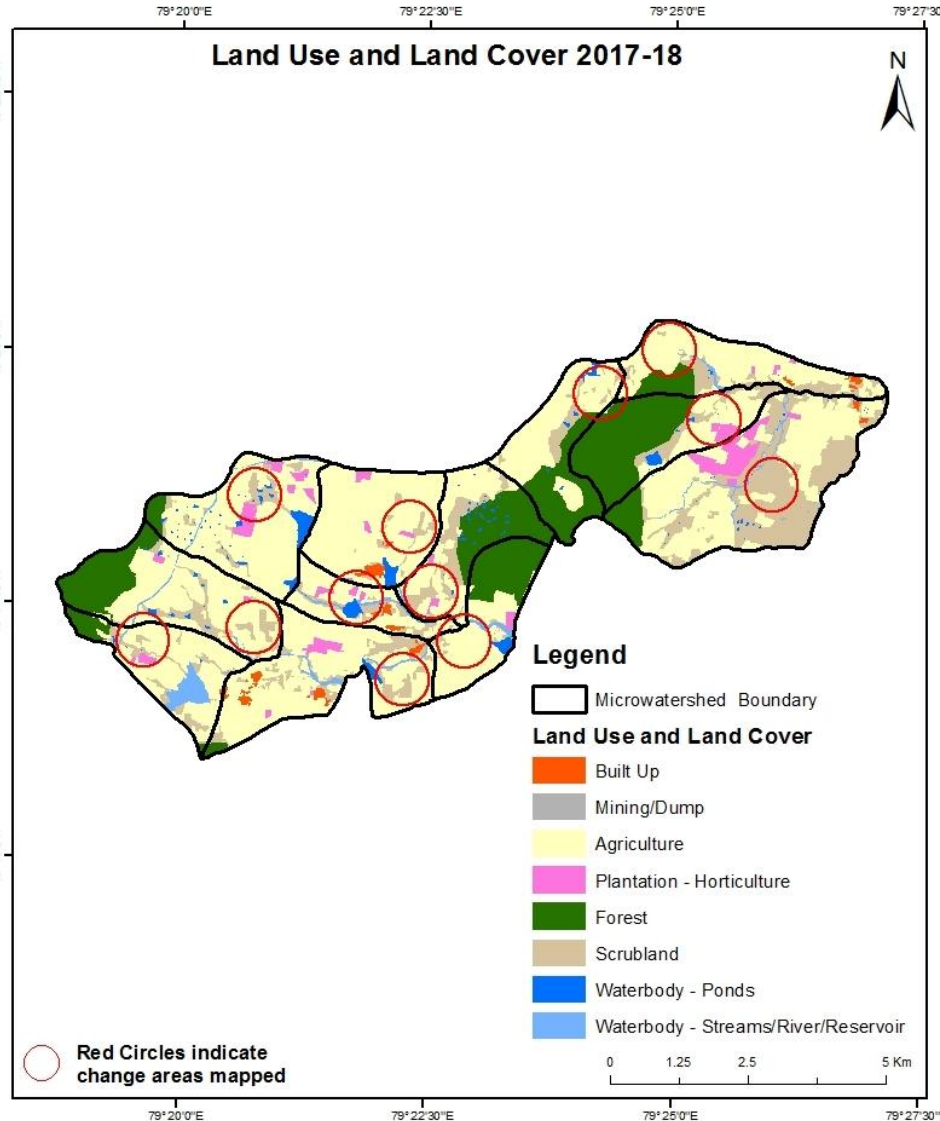 79°20'0"E 79°22'30"E 79°25'0"E
Land Use and Land Cover 2017-18
N
Legend
Microwatershed Boundary
Land Use and Land Cover
Built Up
Mining/Dump
Agriculture
Plantation - Horticulture
Forest
Scrubland
Waterbody - Ponds
Waterbody - Streams/River/Reservoir
0 1.25 2.5 5 Km
Red Circles indicate
change areas mapped
79°20'0"E 79°22'30"E 79°25'0"E 79°27'30"E